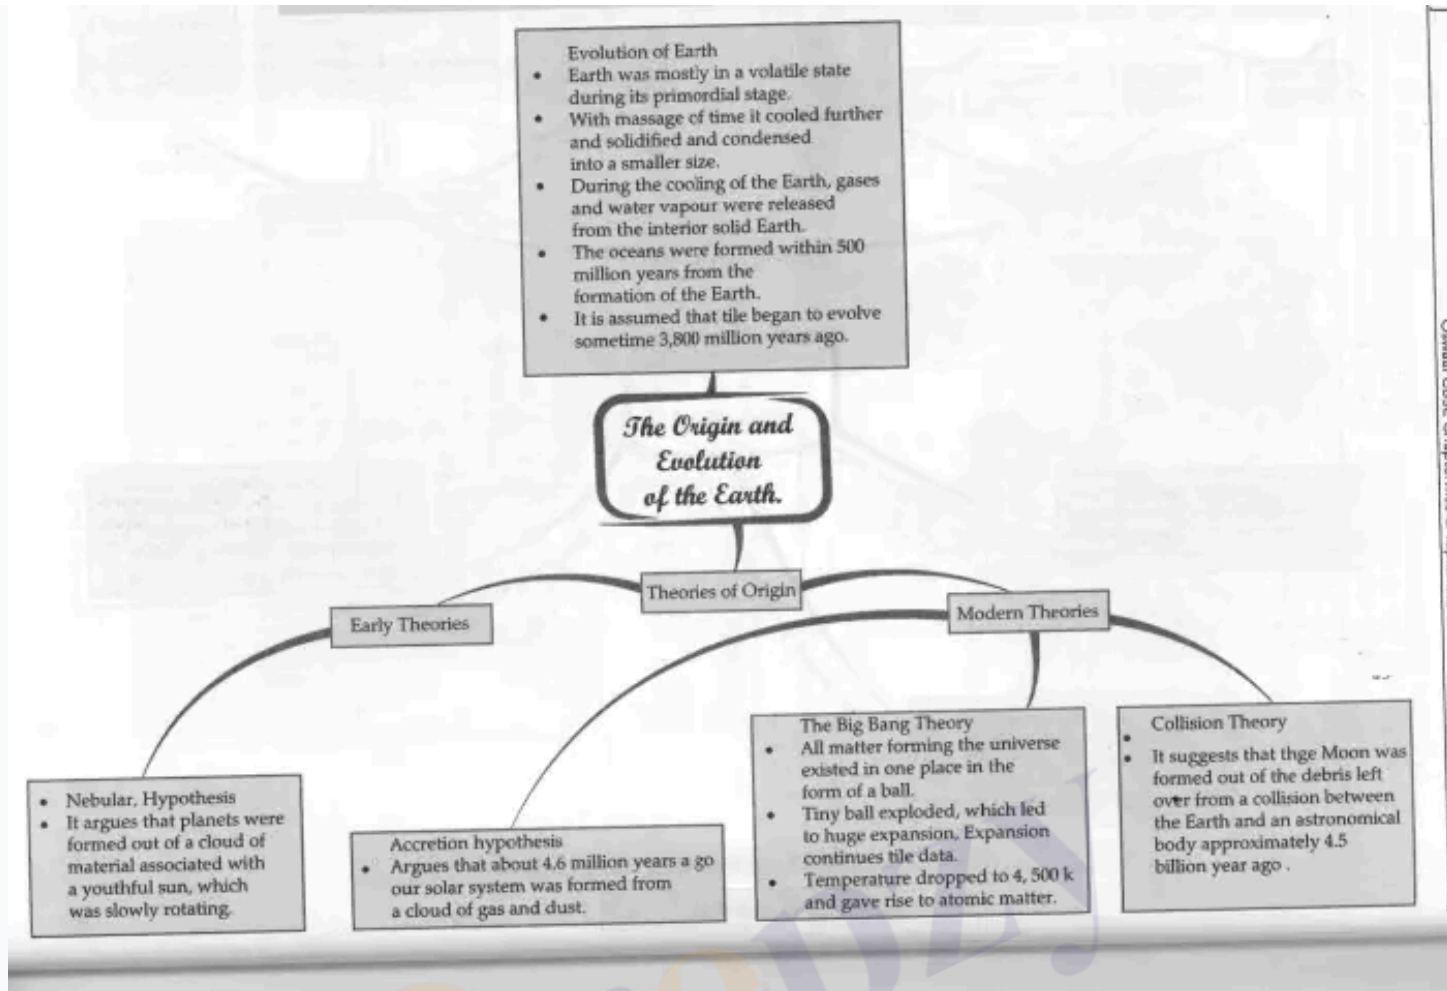 Evolution of Earth
• Earth was mostly in a volatile state
during its primordial stage.
• With massage of time it cooled further
and solidified and condensed
into a smaller size.
• During the cooling of the Earth, gases
and water vapour were released
from the interior solid Earth.
• The oceans were formed within 500
million years from the
formation of the Earth.
• It is assumed that tile began to evolve
sometime 3,800 million years ago.
The Origin and
Evolution
of the Earth.
Theories of Origin
Early Theories
Modern Theories
• Nebular, Hypothesis
• It argues that planets were
formed out of a cloud of
material associated with
a youthful sun, which
was slowly rotating.
Accretion hypothesis
• Argues that about 4.6 million years a go
our solar system was formed from
a cloud of gas and dust.
The Big Bang Theory
• All matter forming the universe
existed in one place in the
form of a ball.
• Tiny ball exploded, which led
to huge expansion, Expansion
continues tile data.
• Temperature dropped to 4, 500 k
and gave rise to atomic matter.
Collision Theory
•
• It suggests that thge Moon was
formed out of the debris left
over from a collision between
the Earth and an astronomical
body approximately 4.5
billion year ago .